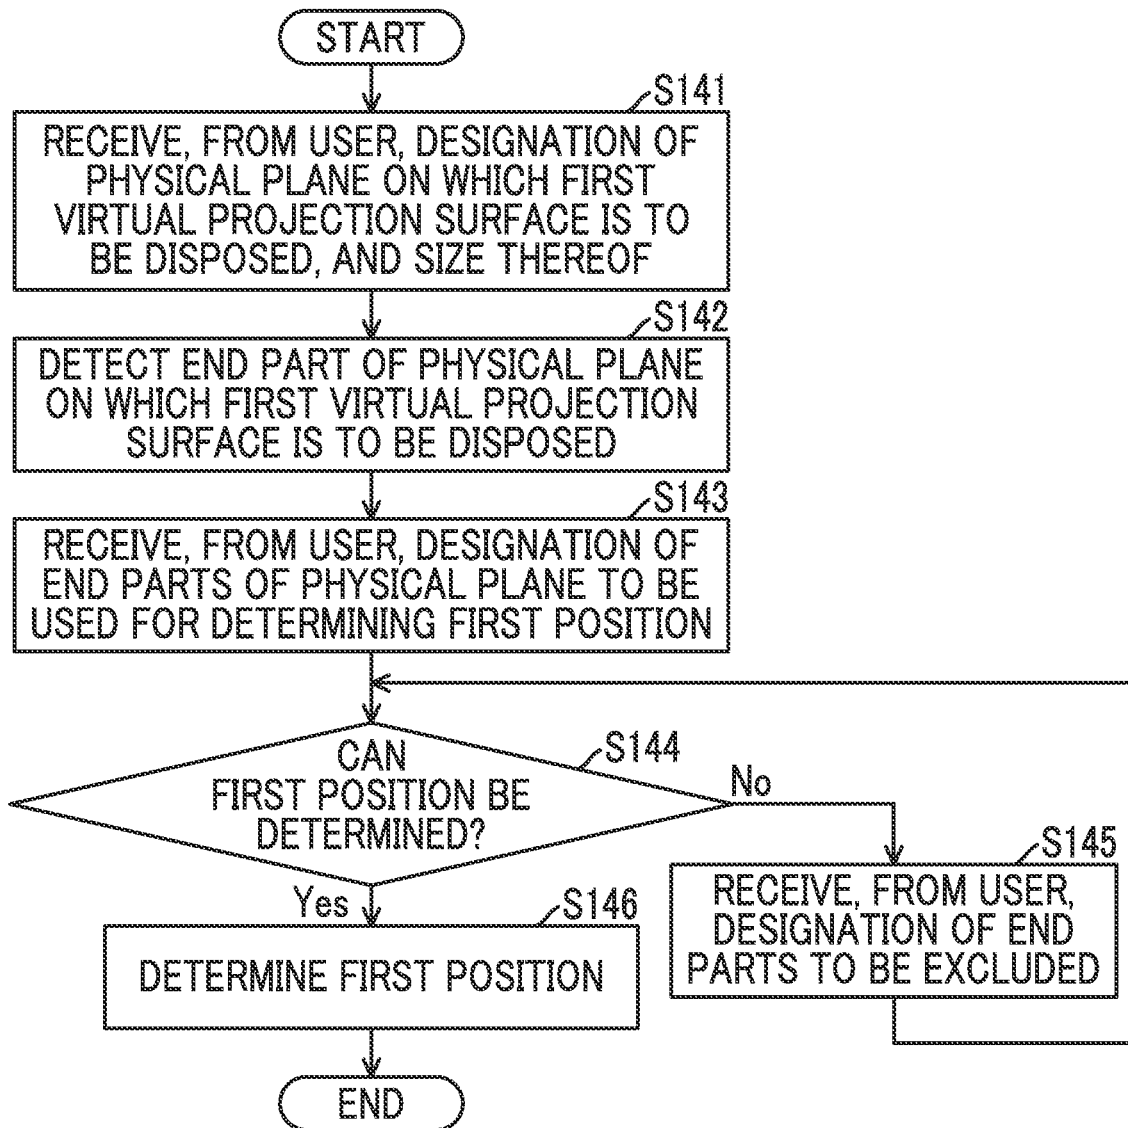 START
S141
RECEIVE, FROM USER, DESIGNATION OF
PHYSICAL PLANE ON WHICH FIRST
VIRTUAL PROJECTION SURFACE IS TO
BE DISPOSED, AND SIZE THEREOF
S142
DETECT END PART OF PHYSICAL PLANE
ON WHICH FIRST VIRTUAL PROJECTION
SURFACE IS TO BE DISPOSED
S143
RECEIVE, FROM USER, DESIGNATION OF
END PARTS OF PHYSICAL PLANE TO BE
USED FOR DETERMINING FIRST POSITION
S144
CAN
FIRST POSITION BE
DETERMINED?
No
S145
RECEIVE, FROM USER,
DESIGNATION OF END
PARTS TO BE EXCLUDED
Yes
S146
DETERMINE FIRST POSITION
END